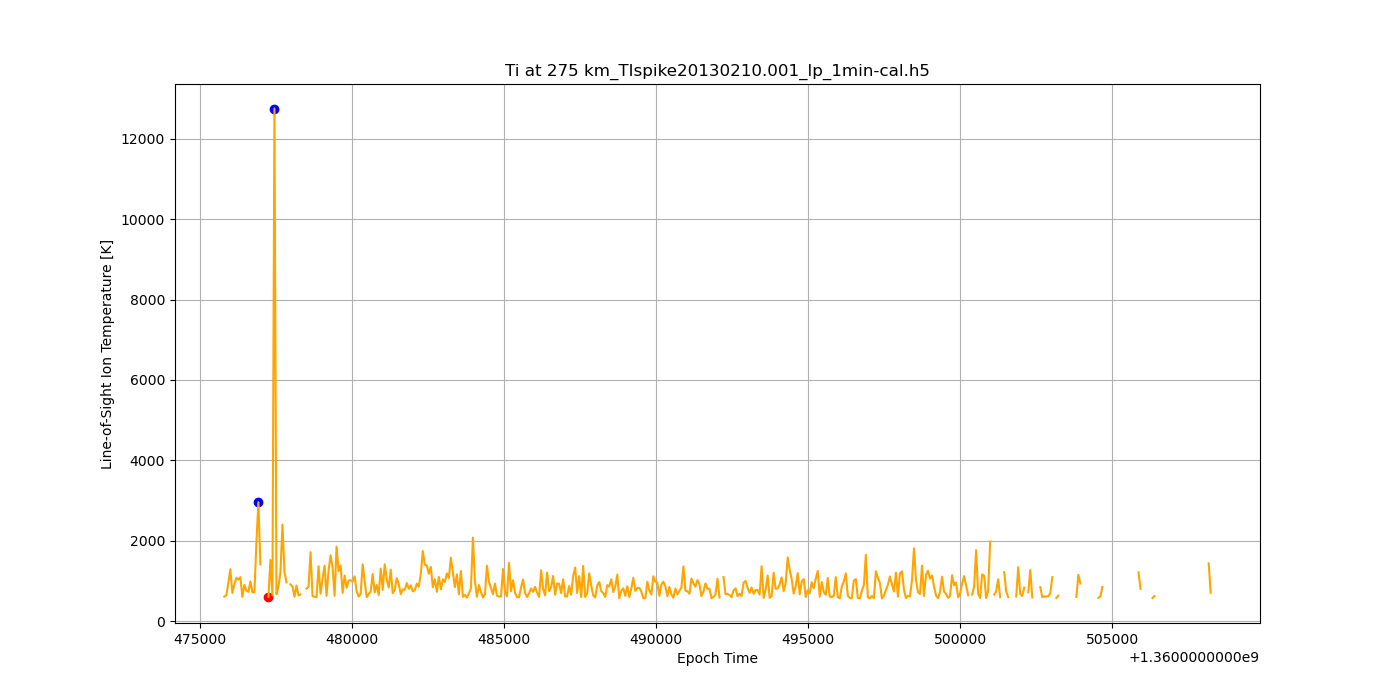 Ti at 275 km_TIspike20130210.001_lp_1min-cal.h5
Line-of-Sight Ion Temperature [K]
12000
10000
8000
6000
4000
2000
0
475000 480000 485000 490000 495000 500000 505000
Epoch Time
+1.3600000000e9